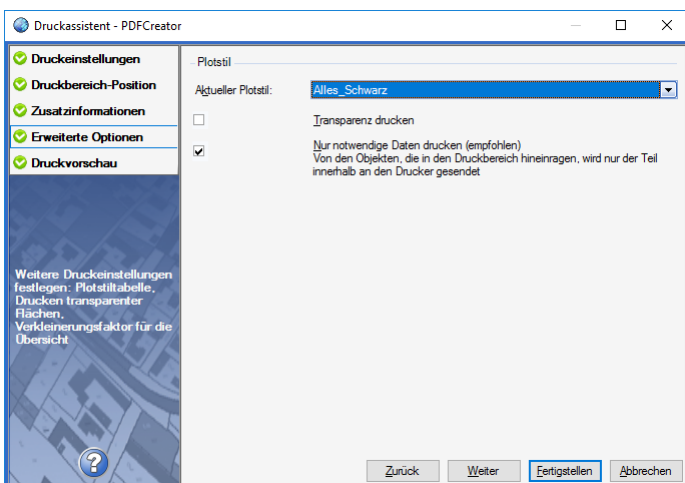 Druckassistent - PDFCreator
Druckeinstellungen
Druckbereich-Position
Zusatzinformationen
Erweiterte Optionen
Druckvorschau
Weitere Druckeinstellungen
festlegen: Plotstiltabelle,
Drucken transparenter
Flächen,
Verkleinerungsfaktor für die
Übersicht
?
Plotstil
Aktueller Plotstil:
Alles_Schwarz
Transparenz drucken
Nur notwendige Daten drucken (empfohlen)
Von den Objekten, die in den Druckbereich hineinragen, wird nur der Teil
innerhalb an den Drucker gesendet
Zurück
Weiter
Fertigstellen
Abbrechen